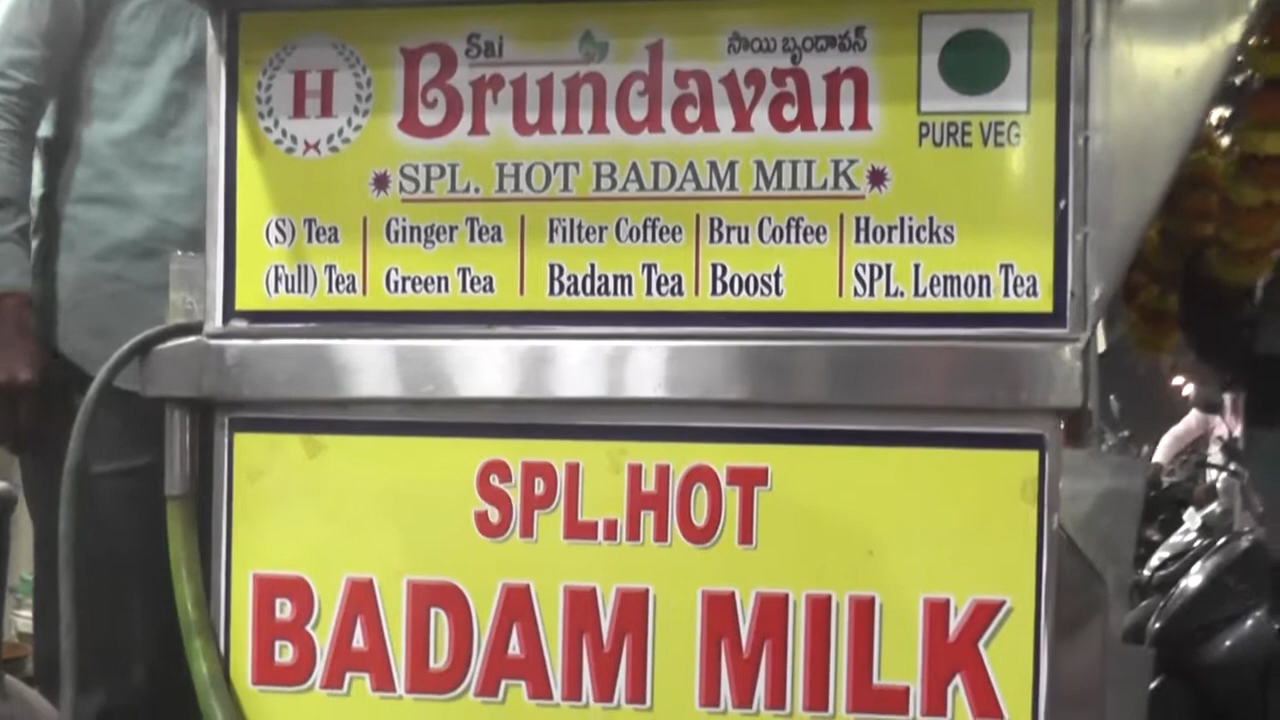 H
Sai
సాయి బృందావన్
Brundavan
PURE VEG
SPL. HOT BADAM MILK
(S) Tea | Ginger Tea | Filter Coffee | Bru Coffee | Horlicks
(Full) Tea | Green Tea | Badam Tea | Boost | SPL. Lemon Tea
SPL.HOT
BADAM MILK